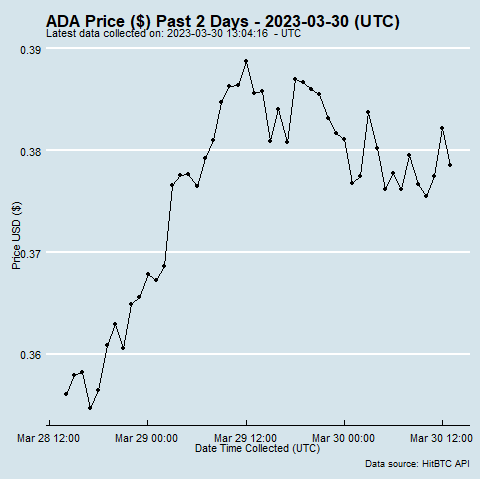 ADA Price ($) Past 2 Days - 2023-03-30 (UTC)
Latest data collected on: 2023-03-30 13:04:16  - UTC
0.39
0.38
0.37
0.36
Price USD ($)
Mar 28 12:00 Mar 29 00:00 Mar 29 12:00 Mar 30 00:00 Mar 30 12:00
Date Time Collected (UTC)
Data source: HitBTC API